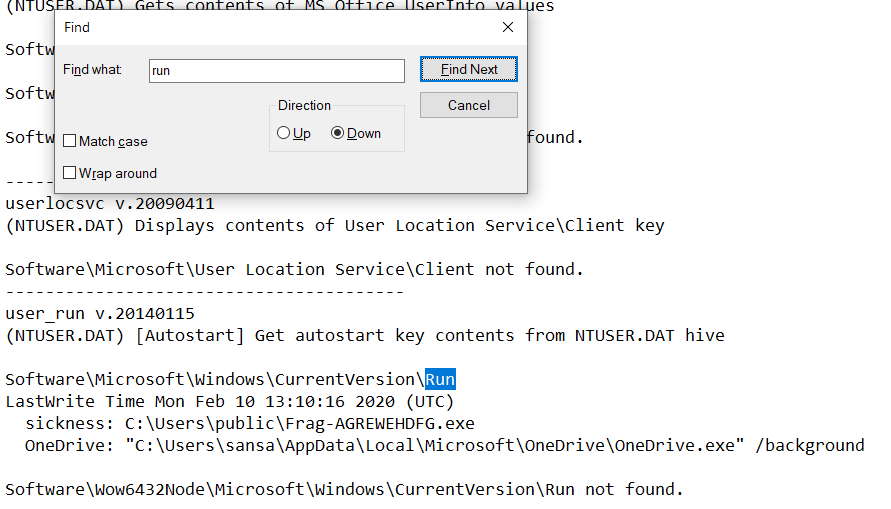 (NTUSER.DAT) Gets contents of MS Office UserInfo values
Find
Find what:
run
Find Next
Cancel
Direction
Up
Down
Match case
Wrap around
found.
userlocsvc v.20090411
(NTUSER.DAT) Displays contents of User Location Service\Client key
Software\Microsoft\User Location Service\Client not found.
----------------------------------------
user_run v.20140115
(NTUSER.DAT) [Autostart] Get autostart key contents from NTUSER.DAT hive
Software\Microsoft\Windows\CurrentVersion\Run
LastWrite Time Mon Feb 10 13:10:16 2020 (UTC)
sickness: C:\Users\public\Frag-AGREWEHDFG.exe
OneDrive: "C:\Users\sansa\AppData\Local\Microsoft\OneDrive\OneDrive.exe" /background
Software\Wow6432Node\Microsoft\Windows\CurrentVersion\Run not found.